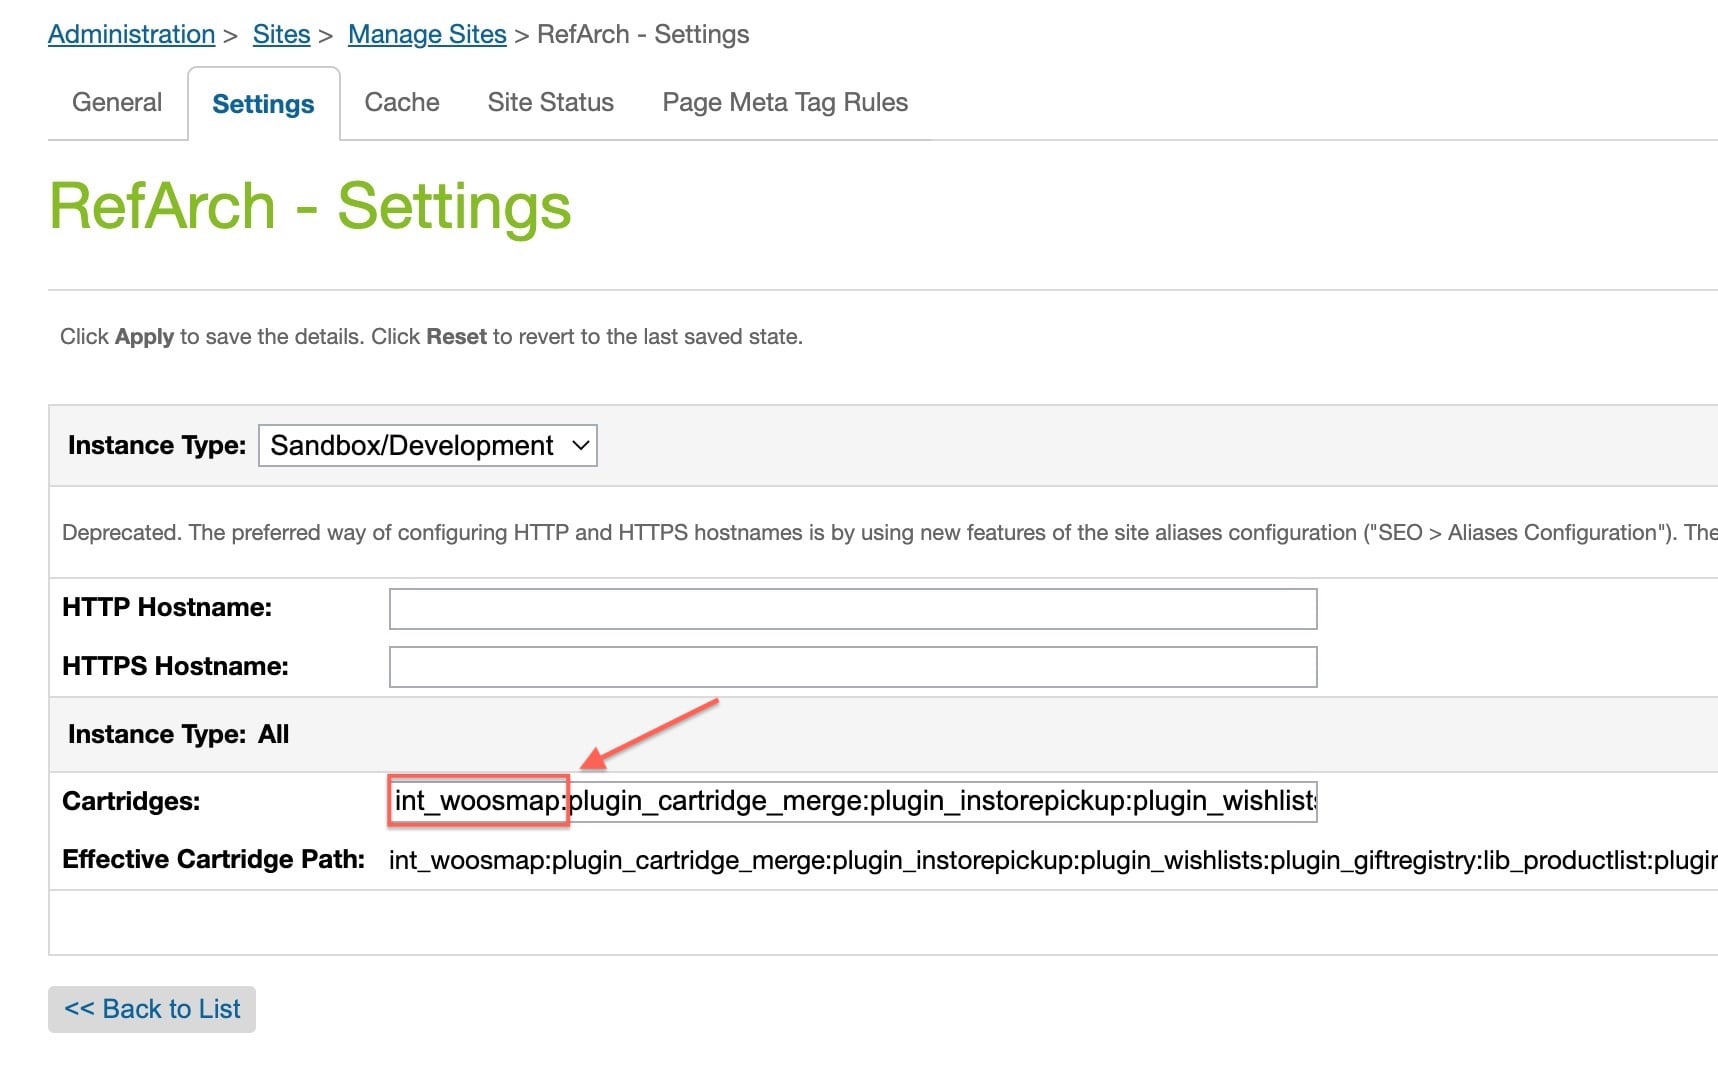 Administration > Sites > Manage Sites > RefArch - Settings
General Settings Cache Site Status Page Meta Tag Rules
RefArch - Settings
Click Apply to save the details. Click Reset to revert to the last saved state.
Instance Type: Sandbox/Development
Deprecated. The preferred way of configuring HTTP and HTTPS hostnames is by using new features of the site aliases configuration ("SEO > Aliases Configuration"). The
HTTP Hostname:
HTTPS Hostname:
Instance Type: All
Cartridges: int_woosmap:plugin_cartridge_merge:plugin_instorepickup:plugin_wishlists
Effective Cartridge Path: int_woosmap:plugin_cartridge_merge:plugin_instorepickup:plugin_wishlists:plugin_giftregistry:lib_productlist:plugin
<< Back to List